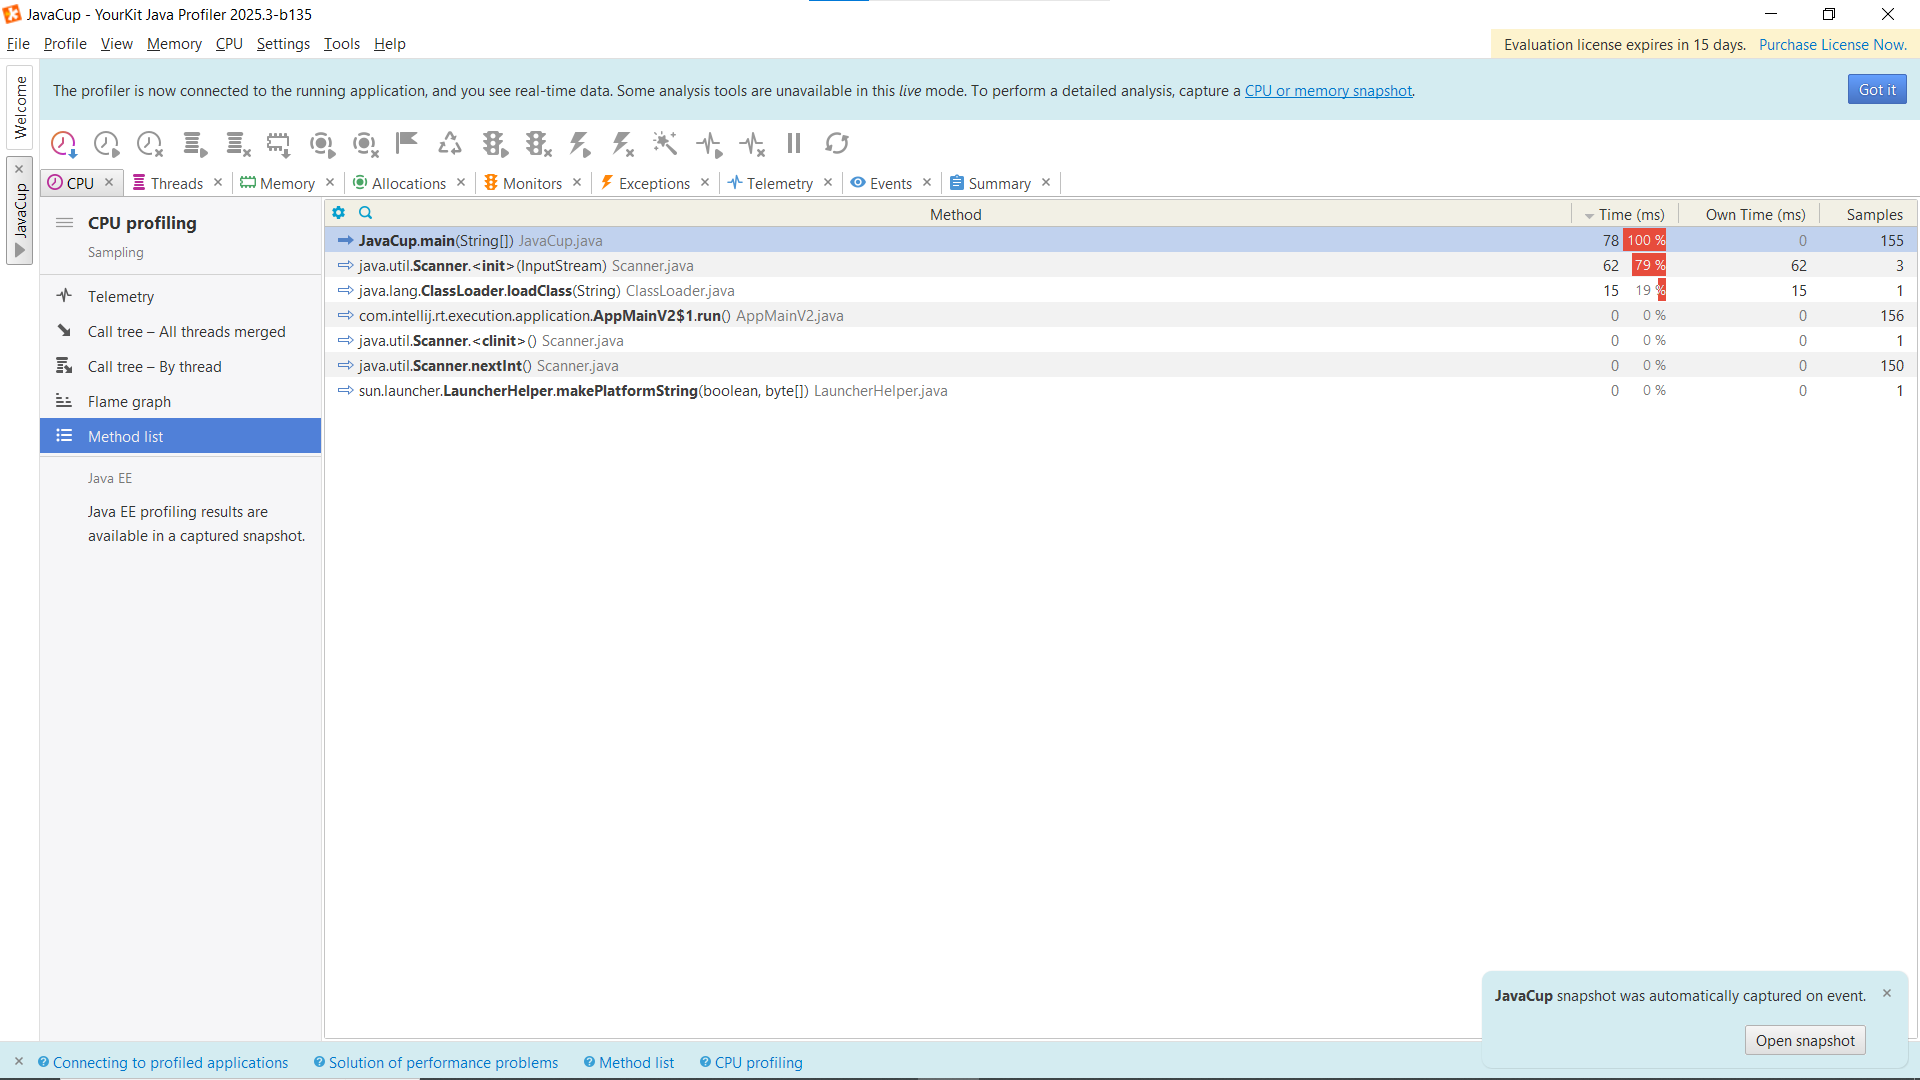 JavaCup - YourKit Java Profiler 2025.3-b135
File Profile View Memory CPU Settings Tools Help
Evaluation license expires in 15 days. Purchase License Now.
Welcome
JavaCup
The profiler is now connected to the running application, and you see real-time data. Some analysis tools are unavailable in this live mode. To perform a detailed analysis, capture a CPU or memory snapshot.
Got it
CPU Threads Memory Allocations Monitors Exceptions Telemetry Events Summary
CPU profiling
Sampling
Telemetry
Call tree – All threads merged
Call tree – By thread
Flame graph
Method list
Java EE
Java EE profiling results are
available in a captured snapshot.
Method Time (ms) Own Time (ms) Samples
JavaCup.main(String[]) JavaCup.java 78 100 % 0 155
java.util.Scanner.<init>(InputStream) Scanner.java 62 79 % 62 3
java.lang.ClassLoader.loadClass(String) ClassLoader.java 15 19 % 15 1
com.intellij.rt.execution.application.AppMainV2$1.run() AppMainV2.java 0 0 % 0 156
java.util.Scanner.<clinit>() Scanner.java 0 0 % 0 1
java.util.Scanner.nextInt() Scanner.java 0 0 % 0 150
sun.launcher.LauncherHelper.makePlatformString(boolean, byte[]) LauncherHelper.java 0 0 % 0 1
JavaCup snapshot was automatically captured on event.
Open snapshot
Connecting to profiled applications Solution of performance problems Method list CPU profiling